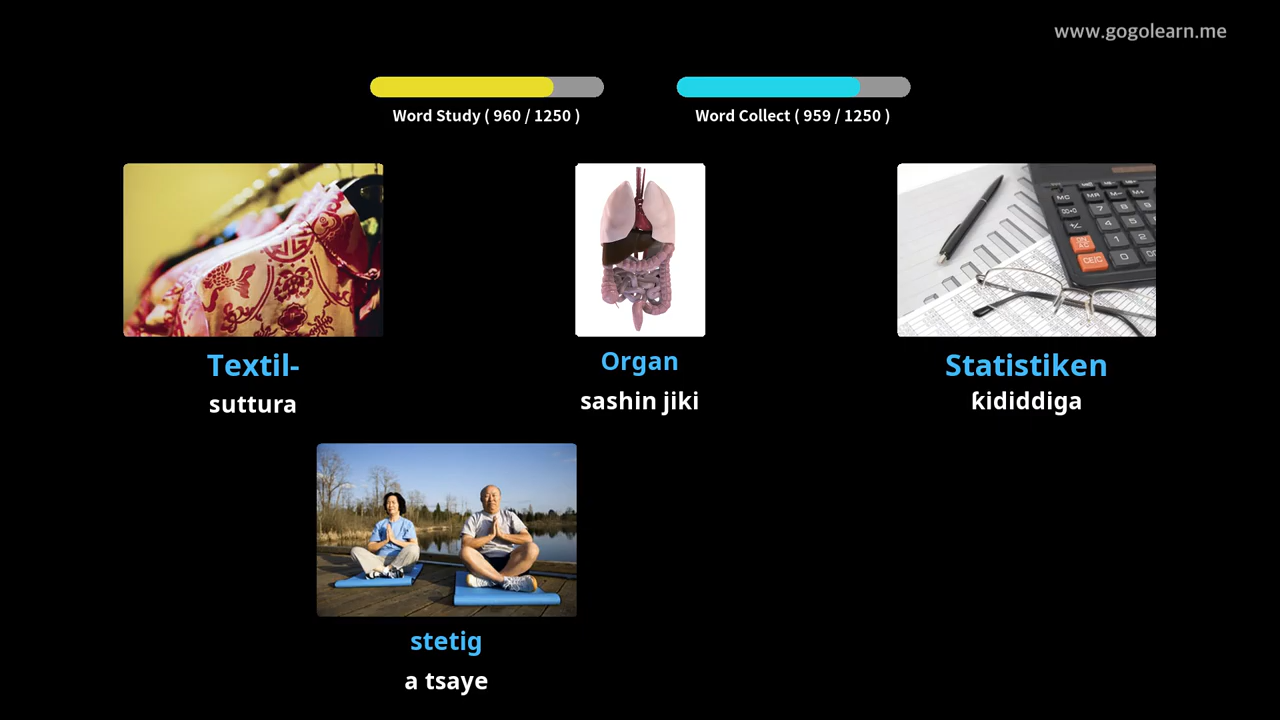 www.gogolearn.me
Word Study ( 960 / 1250 )
Word Collect ( 959 / 1250 )
Textil-
suttura
Organ
sashin jiki
Statistiken
ƙididdiga
stetig
a tsaye